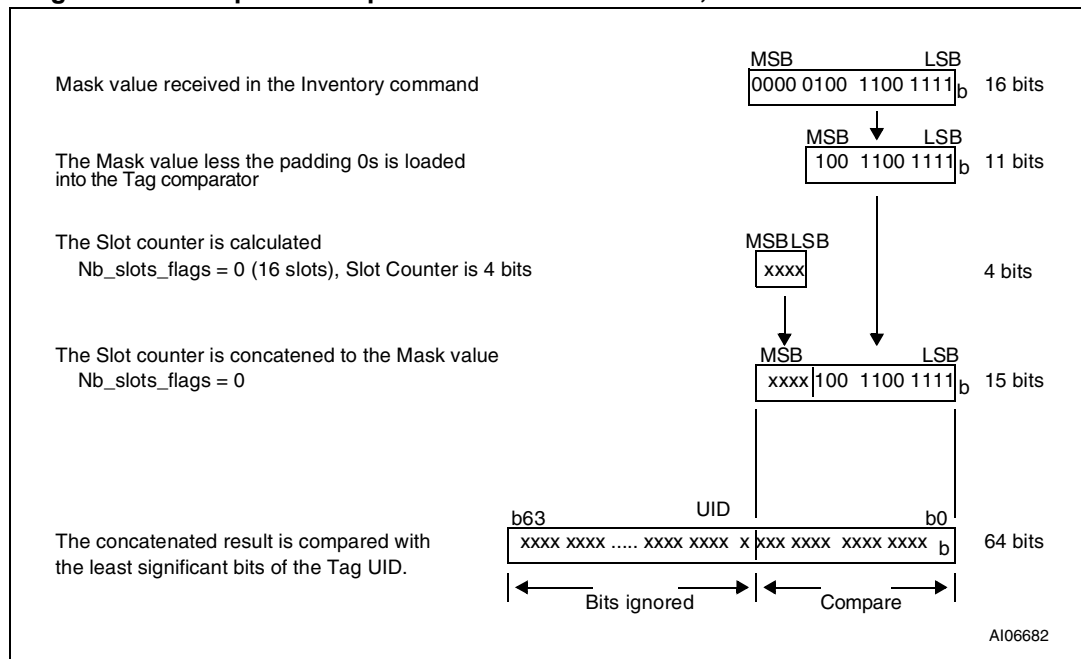 MSB LSB
Mask value received in the Inventory command 0000 0100 1100 1111 b 16 bits
MSB LSB
The Mask value less the padding 0s is loaded 100 1100 1111 b 11 bits
into the Tag comparator
The Slot counter is calculated MSB LSB
Nb_slots_flags = 0 (16 slots), Slot Counter is 4 bits xxxx 4 bits
The Slot counter is concatened to the Mask value MSB LSB
Nb_slots_flags = 0 xxxx 100 1100 1111 b 15 bits
b63 UID b0
The concatenated result is compared with xxxx xxxx ..... xxxx xxxx x xxx xxxx xxxx xxxx b 64 bits
the least significant bits of the Tag UID.
Bits ignored Compare
AI06682